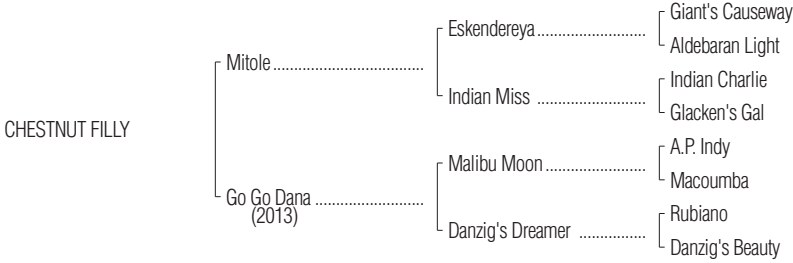 CHESTNUT FILLY
Mitole
Go Go Dana
(2013)
Eskendereya
Indian Miss
Malibu Moon
Danzig's Dreamer
Giant's Causeway
Aldebaran Light
Indian Charlie
Glacken's Gal
A.P. Indy
Macoumba
Rubiano
Danzig's Beauty